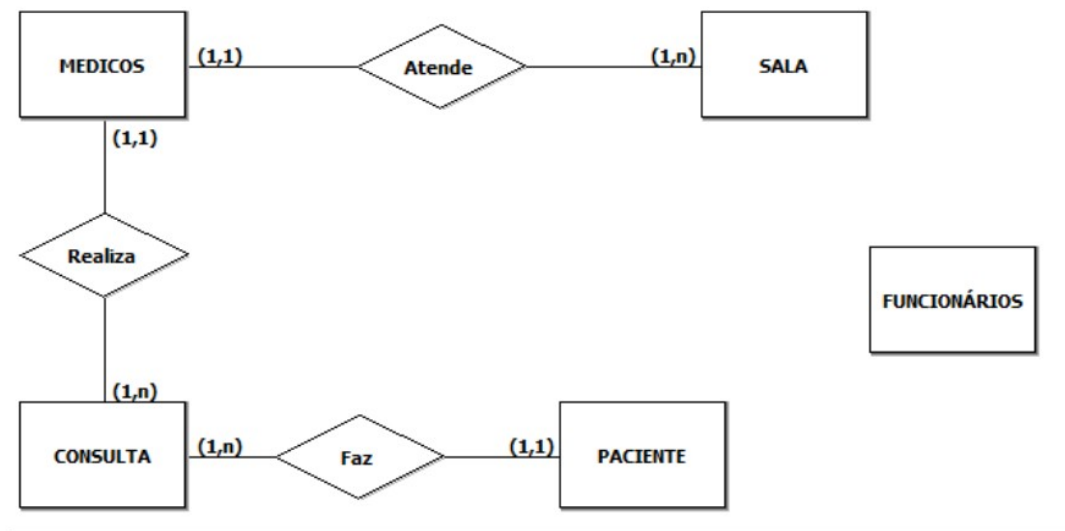 MEDICOS
(1,1)
Atende
(1,n)
SALA
(1,1)
Realiza
FUNCIONÁRIOS
(1,n)
CONSULTA
(1,n)
Faz
(1,1)
PACIENTE